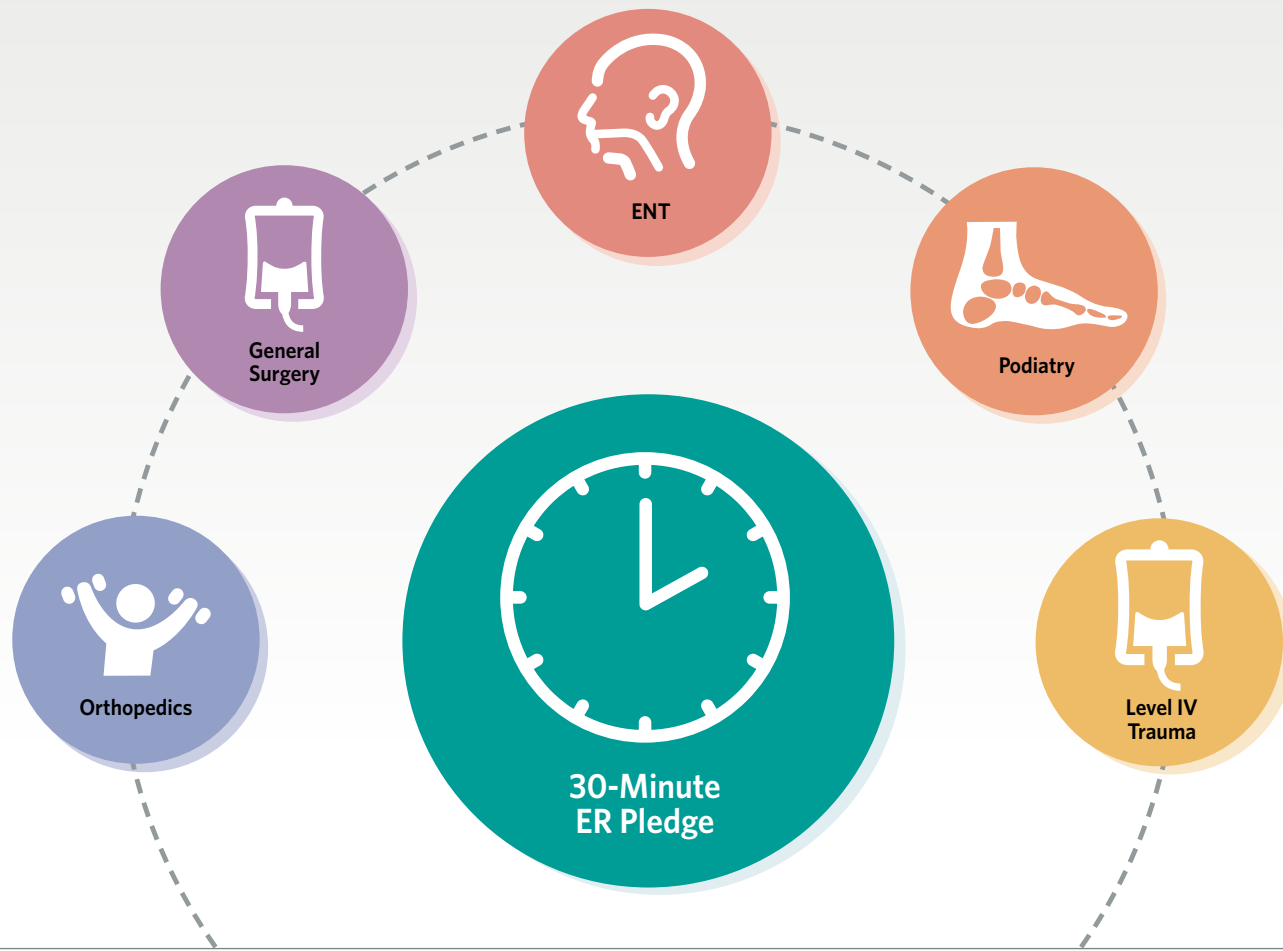 ENT
General
Surgery
Podiatry
Orthopedics
Level IV
Trauma
30-Minute
ER Pledge